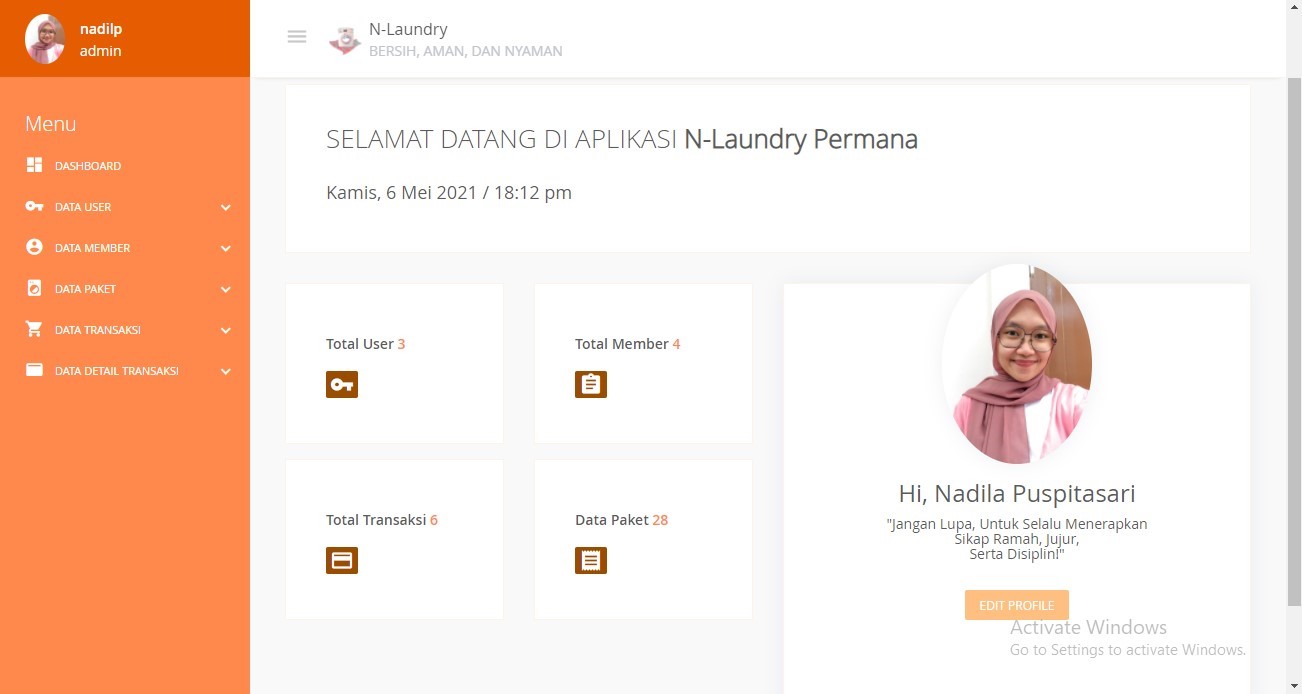 nadilp
admin
Menu
DASHBOARD
DATA USER
DATA MEMBER
DATA PAKET
DATA TRANSAKSI
DATA DETAIL TRANSAKSI
N-Laundry
BERSIH, AMAN, DAN NYAMAN
SELAMAT DATANG DI APLIKASI N-Laundry Permana
Kamis, 6 Mei 2021 / 18:12 pm
Total User 3
Total Member 4
Total Transaksi 6
Data Paket 28
Hi, Nadila Puspitasari
"Jangan Lupa, Untuk Selalu Menerapkan
Sikap Ramah, Jujur,
Serta Disiplin!"
EDIT PROFILE
Activate Windows
Go to Settings to activate Windows.